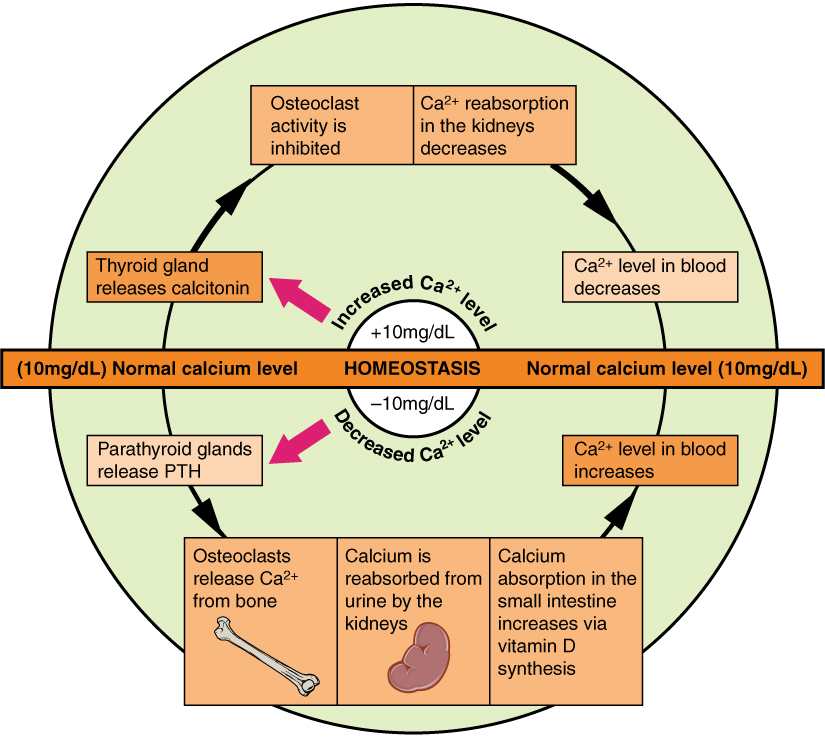 Osteoclast
activity is
inhibited
Ca²⁺ reabsorption
in the kidneys
decreases
Thyroid gland
releases calcitonin
Ca²⁺ level in blood
decreases
Increased Ca²⁺ level
+10mg/dL
(10mg/dL) Normal calcium level
HOMEOSTASIS
Normal calcium level (10mg/dL)
–10mg/dL
Decreased Ca²⁺ level
Parathyroid glands
release PTH
Ca²⁺ level in blood
increases
Osteoclasts
release Ca²⁺
from bone
Calcium is
reabsorbed from
urine by the
kidneys
Calcium
absorption in the
small intestine
increases via
vitamin D
synthesis